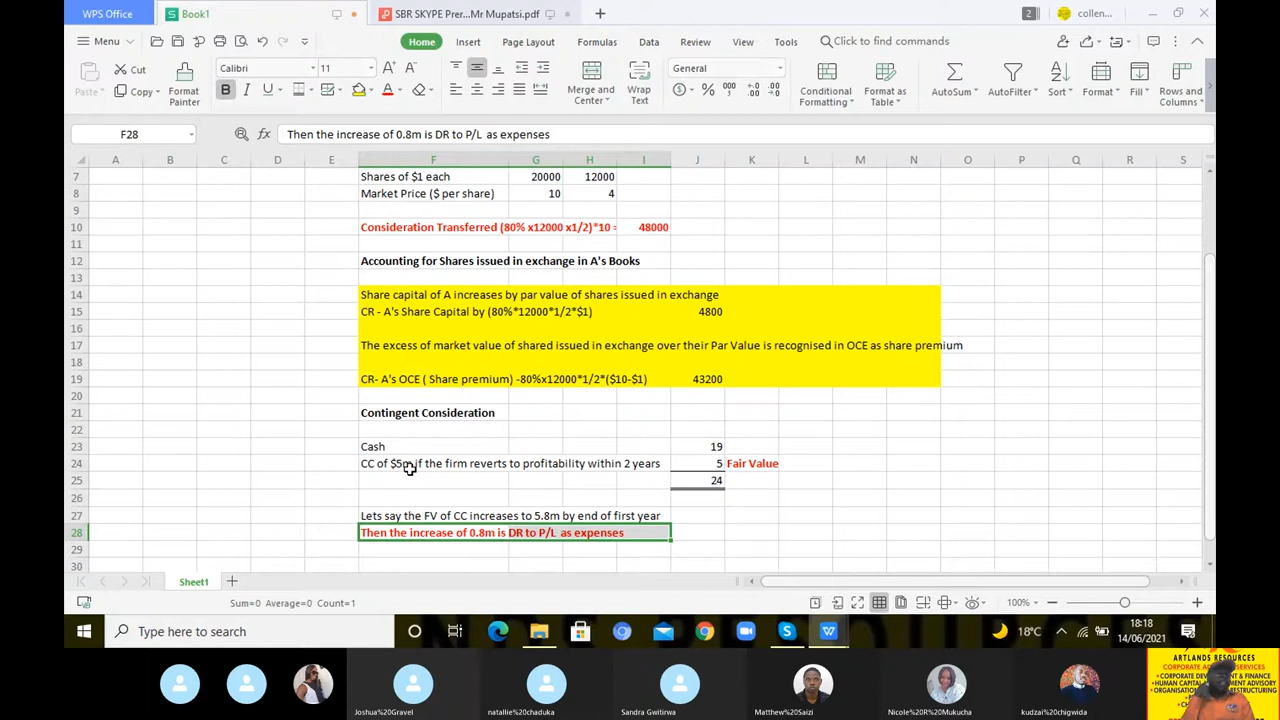 WPS Office
Book1
SBR SKYPE Prer...Mr Mupatsi.pdf
2
collen...
Menu
Home
Insert
Page Layout
Formulas
Data
Review
View
Tools
Click to find commands
Paste
Cut
Copy
Format Painter
Calibri
11
Merge and Center
Wrap Text
General
Conditional Formatting
Format as Table
AutoSum
AutoFilter
Sort
Format
Fill
Rows and Columns
F28
fx
Then the increase of 0.8m is DR to P/L as expenses
A B C D E F G H I J K L M N O P Q R S
7 Shares of $1 each 20000 12000
8 Market Price ($ per share) 10 4
9
10 Consideration Transferred (80% x12000 x1/2)*10 = 48000
11
12 Accounting for Shares issued in exchange in A's Books
13
14 Share capital of A increases by par value of shares issued in exchange
15 CR - A's Share Capital by (80%*12000*1/2*$1) 4800
16
17 The excess of market value of shared issued in exchange over their Par Value is recognised in OCE as share premium
18
19 CR- A's OCE ( Share premium) -80%x12000*1/2*($10-$1) 43200
20
21 Contingent Consideration
22
23 Cash 19
24 CC of $5m if the firm reverts to profitability within 2 years 5 Fair Value
25 24
26
27 Lets say the FV of CC increases to 5.8m by end of first year
28 Then the increase of 0.8m is DR to P/L as expenses
29
30
Sheet1
Sum=0 Average=0 Count=1
100%
Type here to search
18°C
18:18
14/06/2021
Joshua%20Gravel
natallie%20chaduka
Sandra Gwitirwa
Matthew%20Saizi
Nicole%20R%20Mukucha
kudzai%20chigwida
ARTLANDS RESOURCES